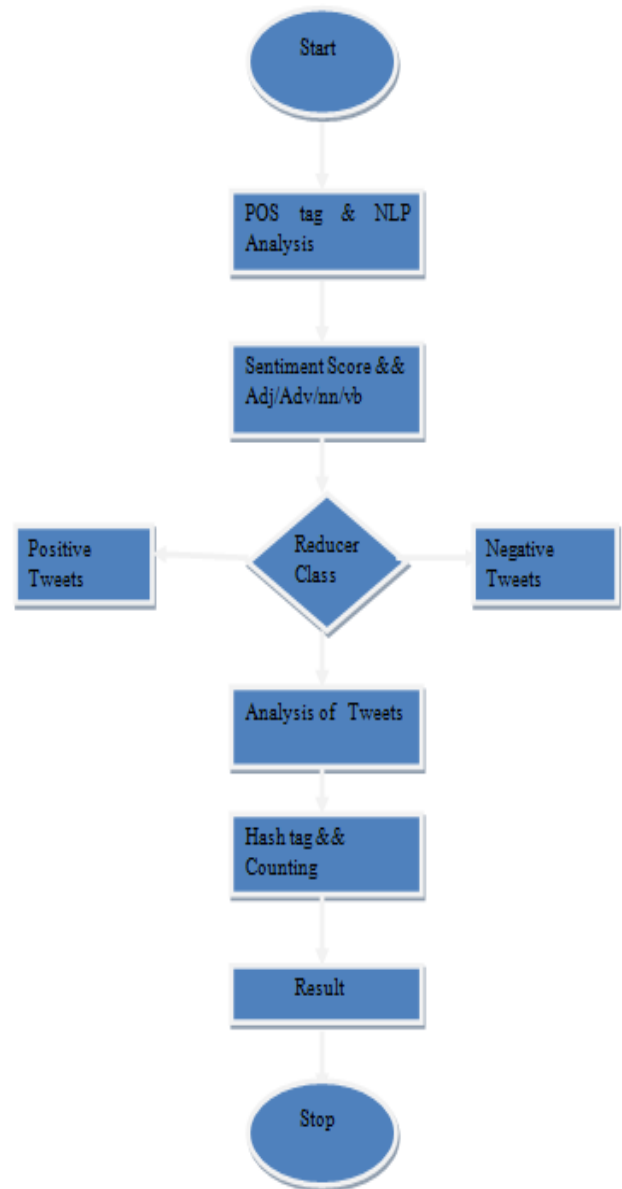 Start
POS tag & NLP
Analysis
Sentiment Score &&
Adj/Adv/nn/vb
Reducer
Class
Positive
Tweets
Negative
Tweets
Analysis of Tweets
Hash tag &&
Counting
Result
Stop